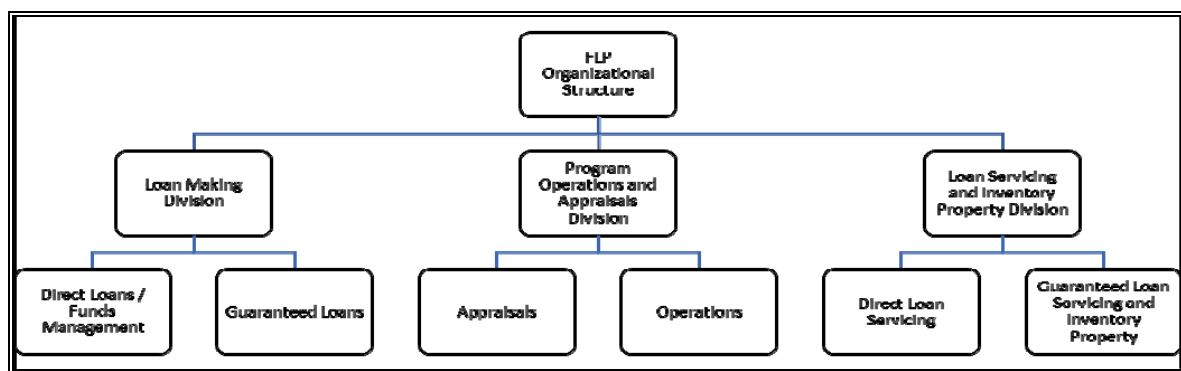 FLP
Organizational
Structure
Loan Making
Division
Program
Operations and
Appraisals
Division
Loan Servicing
and Inventory
Property Division
Direct Loans /
Funds
Management
Guaranteed Loans
Appraisals
Operations
Direct Loan
Servicing
Guaranteed Loan
Servicing and
Inventory
Property